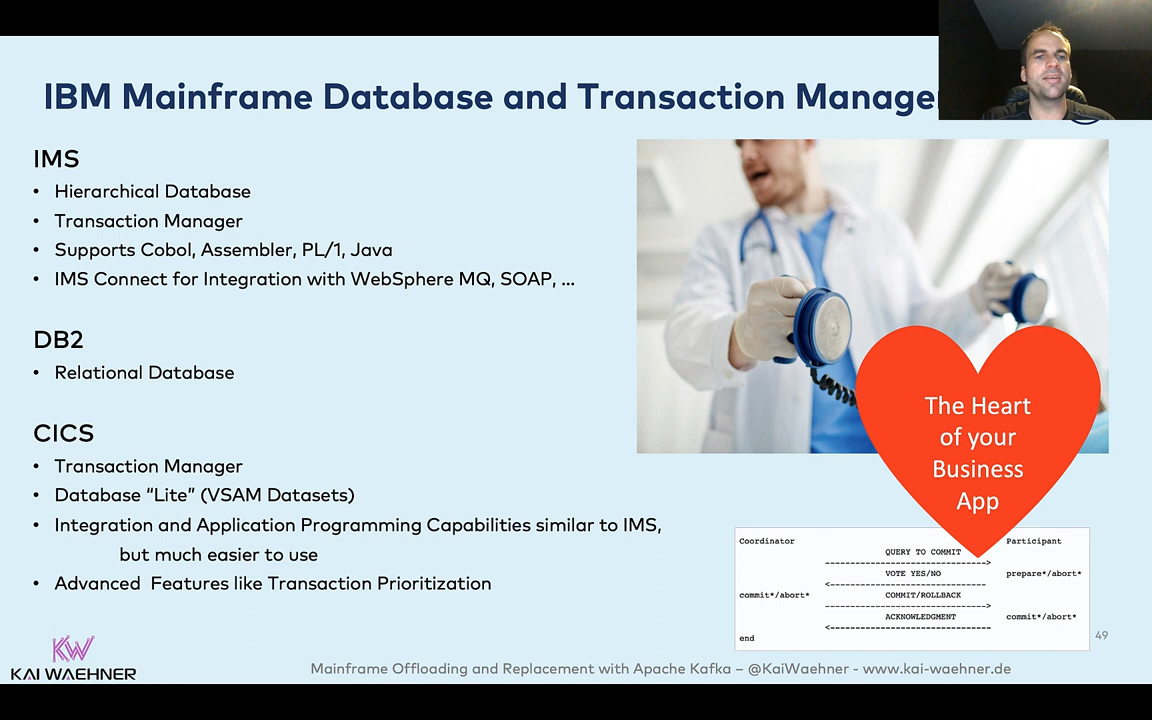 IBM Mainframe Database and Transaction Manage
IMS
• Hierarchical Database
• Transaction Manager
• Supports Cobol, Assembler, PL/1, Java
• IMS Connect for Integration with WebSphere MQ, SOAP, ...
DB2
• Relational Database
CICS
• Transaction Manager
• Database “Lite” (VSAM Datasets)
• Integration and Application Programming Capabilities similar to IMS,
but much easier to use
• Advanced  Features like Transaction Prioritization
The Heart
of your
Business
App
Coordinator Participant
QUERY TO COMMIT
-------------------------------->
VOTE YES/NO prepare*/abort*
<-------------------------------
commit*/abort* COMMIT/ROLLBACK
-------------------------------->
ACKNOWLEDGMENT commit*/abort*
<--------------------------------
end
49
KW
KAI WAEHNER
Mainframe Offloading and Replacement with Apache Kafka – @KaiWaehner - www.kai-waehner.de